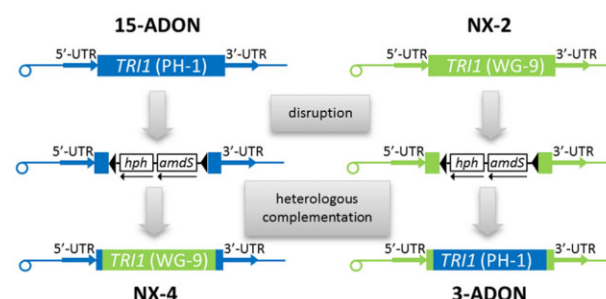 15-ADON NX-2
5'-UTR 3'-UTR 5'-UTR 3'-UTR
TRI1 (PH-1) TRI1 (WG-9)
disruption
5'-UTR 3'-UTR 5'-UTR 3'-UTR
hph amdS hph amdS
heterologous
complementation
5'-UTR 3'-UTR 5'-UTR 3'-UTR
TRI1 (WG-9) TRI1 (PH-1)
NX-4 3-ADON